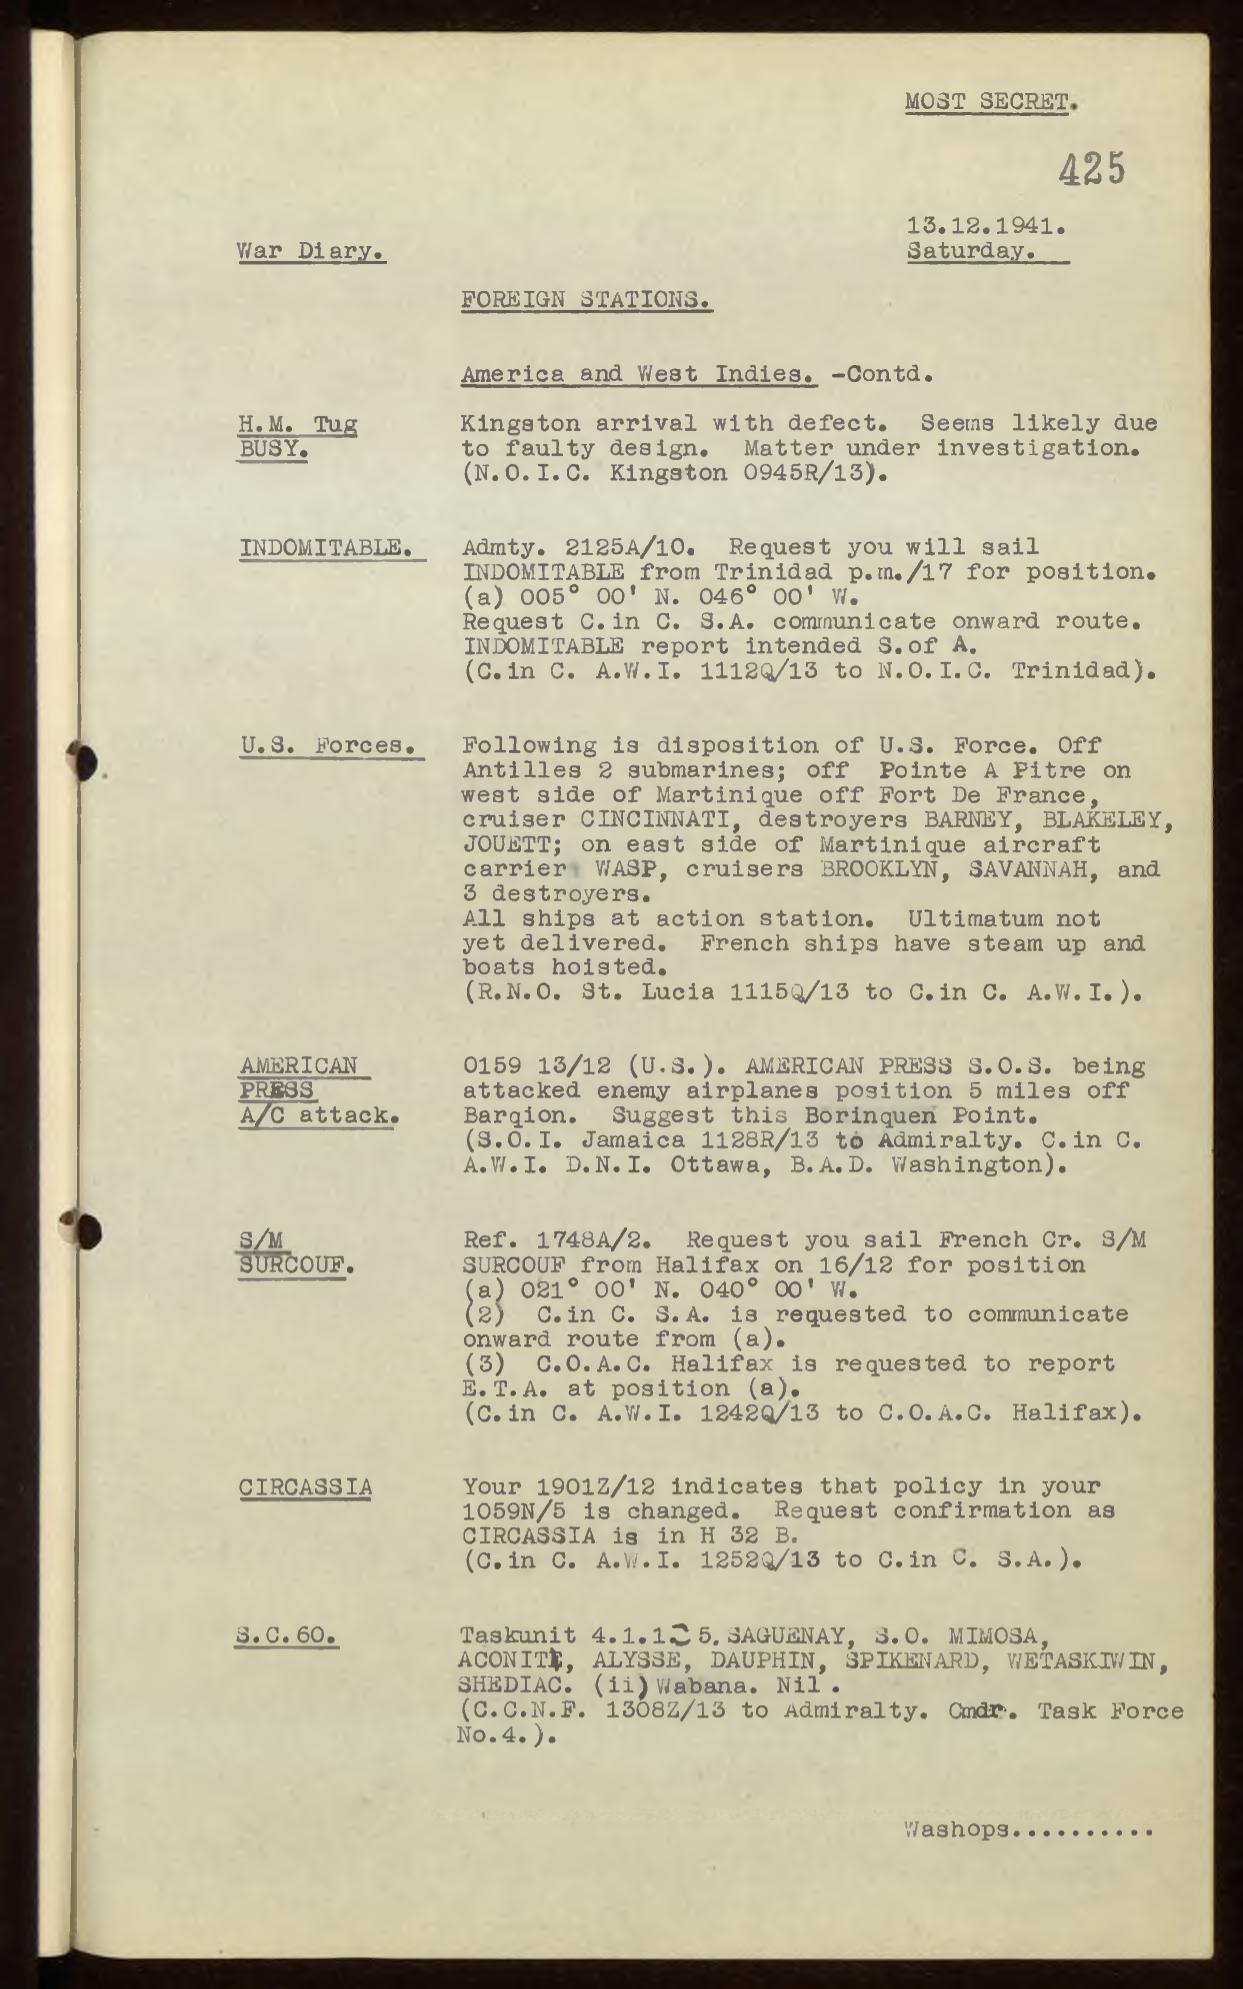 MOST SECRET.
425
13.12.1941.
War Diary.
Saturday.
FOREIGN STATIONS.
America and West Indies. -Contd.
H.M. Tug
BUSY.
Kingston arrival with defect. Seems likely due
to faulty design. Matter under investigation.
(N.O.I.C. Kingston 0945R/13).
INDOMITABLE.
Admty. 2125A/10. Request you will sail
INDOMITABLE from Trinidad p.m./17 for position.
(a) 005° 00' N. 046° 00' W.
Request C.in C. S.A. communicate onward route.
INDOMITABLE report intended S.of A.
(C.in C. A.W.I. 1112Q/13 to N.O.I.C. Trinidad).
U.S. Forces.
Following is disposition of U.S. Force. Off
Antilles 2 submarines; off Pointe A Pitre on
west side of Martinique off Fort De France,
cruiser CINCINNATI, destroyers BARNEY, BLAKELEY,
JOUETT; on east side of Martinique aircraft
carrier WASP, cruisers BROOKLYN, SAVANNAH, and
3 destroyers.
All ships at action station. Ultimatum not
yet delivered. French ships have steam up and
boats hoisted.
(R.N.O. St. Lucia 1115Q/13 to C.in C. A.W.I.).
AMERICAN
PRESS
A/C attack.
0159 13/12 (U.S.). AMERICAN PRESS S.O.S. being
attacked enemy airplanes position 5 miles off
Barqion. Suggest this Borinquen Point.
(S.O.I. Jamaica 1128R/13 to Admiralty. C.in C.
A.W.I. D.N.I. Ottawa, B.A.D. Washington).
S/M
SURCOUF.
Ref. 1748A/2. Request you sail French Cr. S/M
SURCOUF from Halifax on 16/12 for position
(a) 021° 00' N. 040° 00' W.
(2) C.in C. S.A. is requested to communicate
onward route from (a).
(3) C.O.A.C. Halifax is requested to report
E.T.A. at position (a).
(C.in C. A.W.I. 1242Q/13 to C.O.A.C. Halifax).
CIRCASSIA
Your 1901Z/12 indicates that policy in your
1059N/5 is changed. Request confirmation as
CIRCASSIA is in H 32 B.
(C.in C. A.W.I. 1252Q/13 to C.in C. S.A.).
S.C.60.
Taskunit 4.1.1 5. SAGUENAY, S.O. MIMOSA,
ACONITE, ALYSSE, DAUPHIN, SPIKENARD, WETASKIWIN,
SHEDIAC. (ii) Wabana. Nil.
(C.C.N.F. 1308Z/13 to Admiralty. Cmdr. Task Force
No.4.).
Washops..........